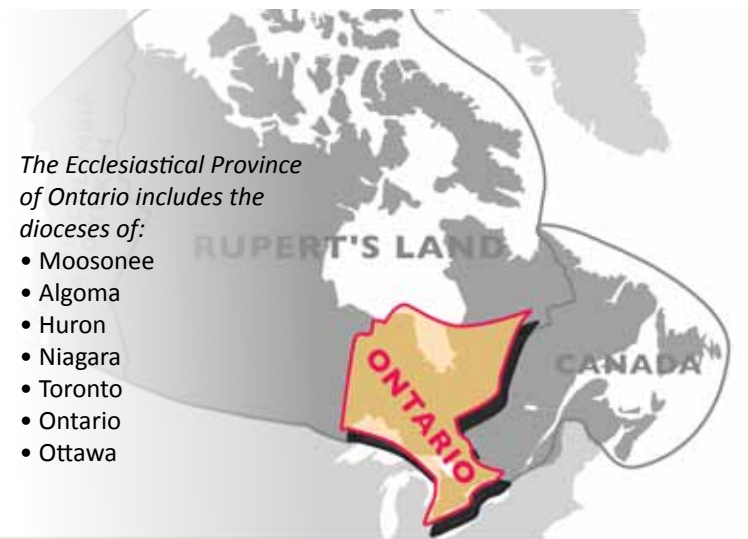 The Ecclesiastical Province
of Ontario includes the
dioceses of:
• Moosonee
• Algoma
• Huron
• Niagara
• Toronto
• Ontario
• Ottawa
RUPERT'S LAND
CANADA
ONTARIO